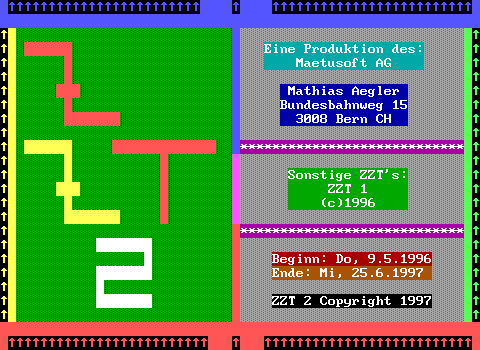 Z
Z T
2
Eine Produktion des:
Maetusoft AG
Mathias Aegler
Bundesbahnweg 15
3008 Bern CH
Sonstige ZZT's:
ZZT 1
(c)1996
Beginn: Do, 9.5.1996
Ende: Mi, 25.6.1997
ZZT 2 Copyright 1997